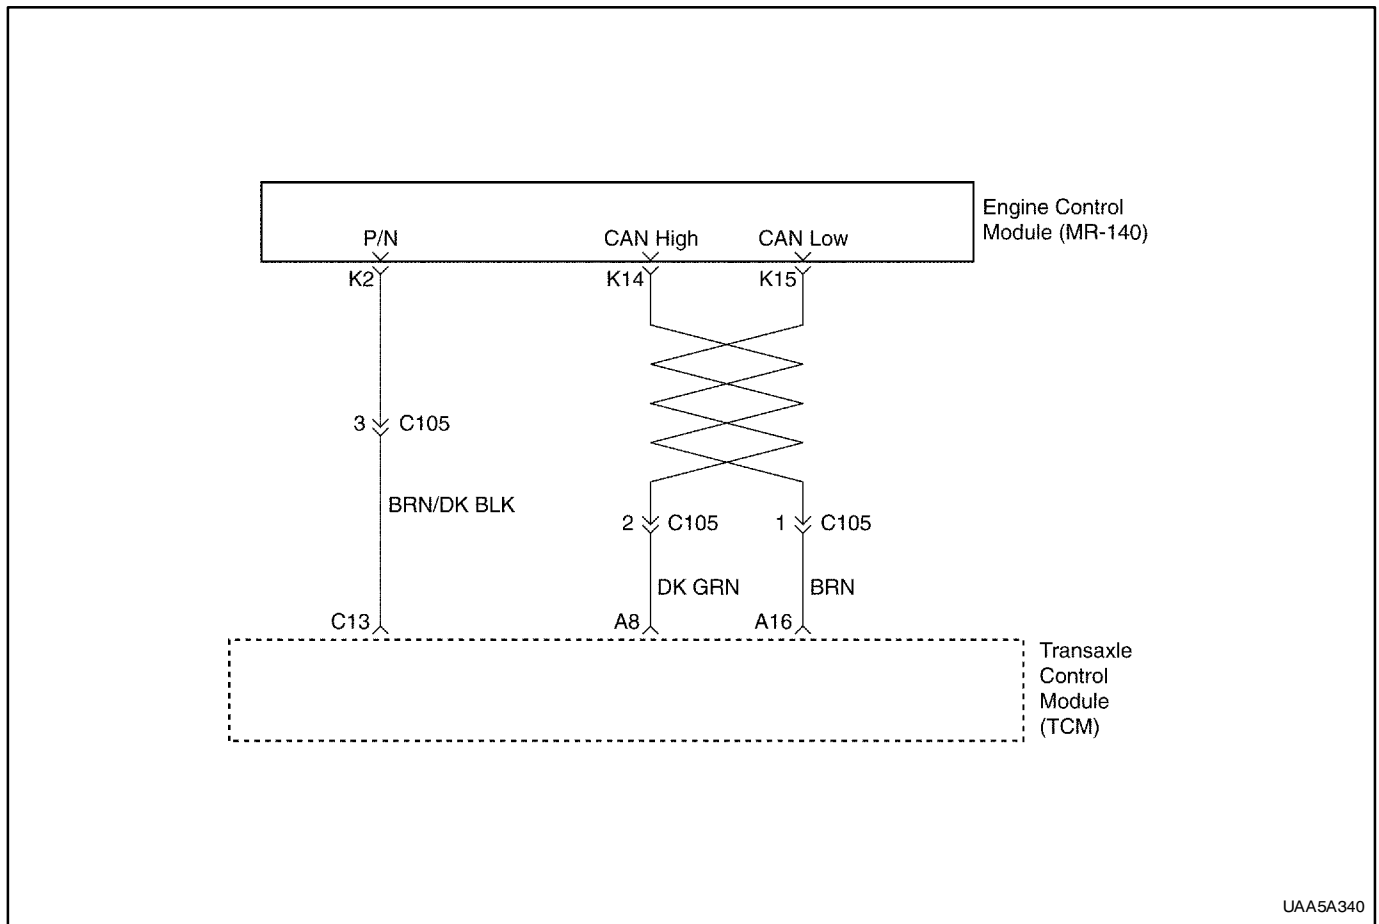 Engine Control
Module (MR-140)
P/N
CAN High
CAN Low
K2
K14
K15
3
C105
BRN/DK BLK
2
C105
1
C105
DK GRN
BRN
C13
A8
A16
Transaxle
Control
Module
(TCM)
UAA5A340